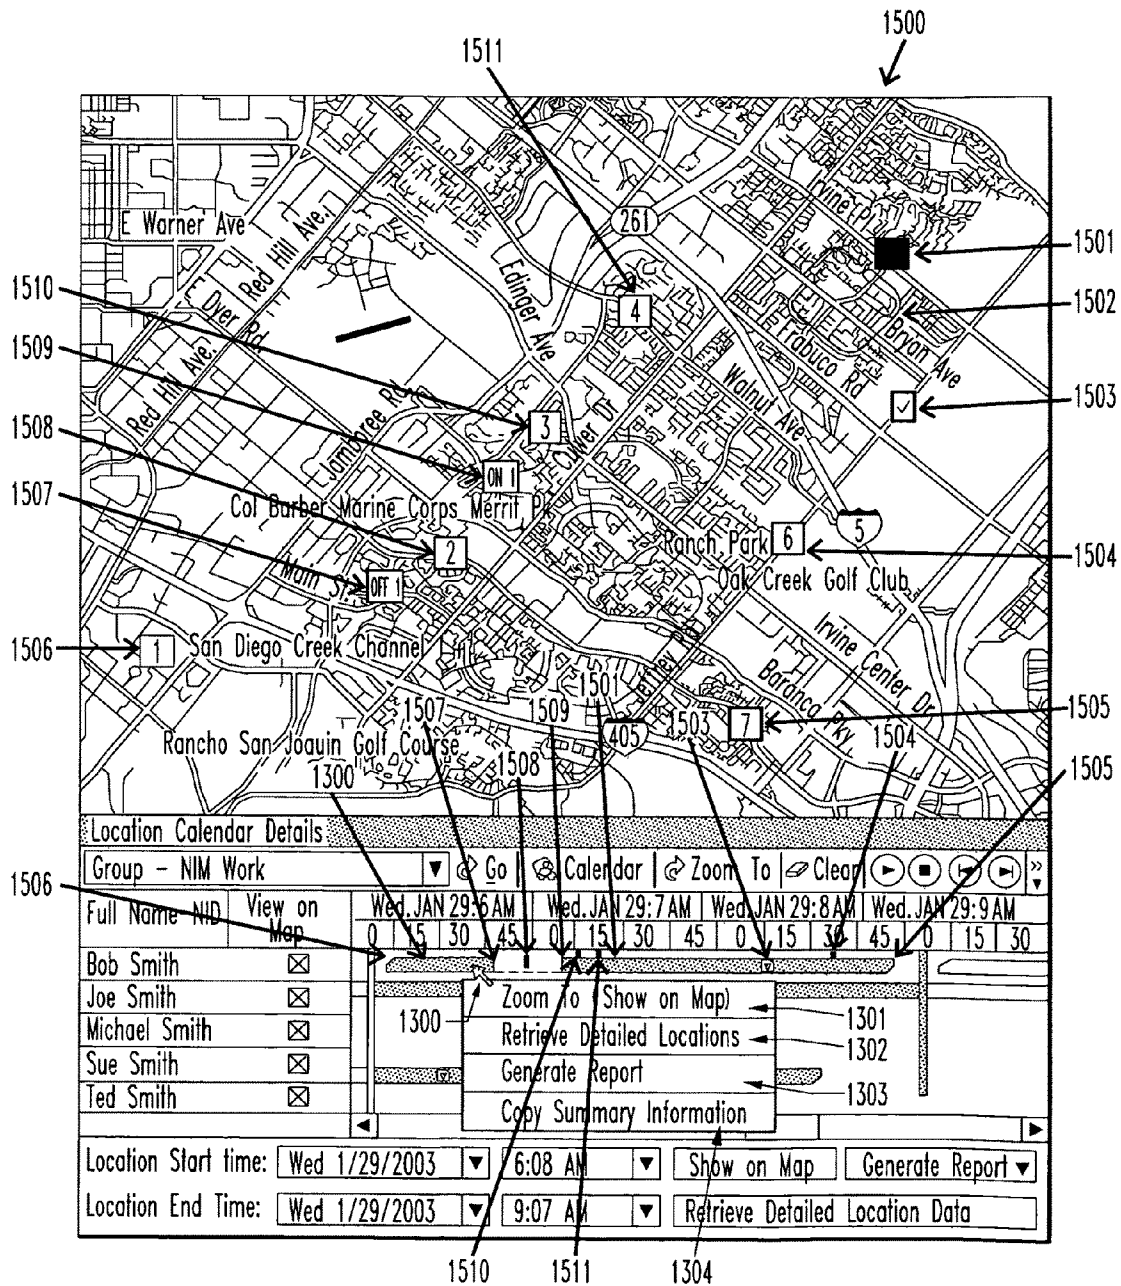 1500
1511
261
Irvine Bl
1501
E Warner Ave
Red Hill Ave.
1510
E Dyer Rd
Edinger Ave
4
1502
Bryan Ave
1509
Trabuco Rd
Red Hill Ave.
Walnut Ave
1503
1508
Jamboree Rd.
3
Culver Dr
ON 1
1507
Col Barber Marine Corps Merrit Pk
5
2
Ranch Park
6
1504
Main St.
OFF 1
Oak Creek Golf Club
1506
1
San Diego Creek Channel
Irvine Center Dr
Jeffrey
Baranca Pky.
1501
1507
1509
1503
7
1505
405
1504
Rancho San Joaquin Golf Course
1508
1300
1505
Location Calendar Details
Group - NIM Work
Go
Calendar
Zoom To
Clear
»
1506
Full Name NID
View on Map
Wed. JAN 29:6 AM
Wed. JAN 29:7 AM
Wed. JAN 29:8 AM
Wed. JAN 29:9 AM
0 15 30 45 0 15 30 45 0 15 30 45 0 15 30
Bob Smith
Joe Smith
Michael Smith
Sue Smith
Ted Smith
1300
Zoom To (Show on Map)
1301
Retrieve Detailed Locations
1302
Generate Report
1303
Copy Summary Information
Location Start time:
Wed 1/29/2003
6:08 AM
Show on Map
Generate Report
Location End Time:
Wed 1/29/2003
9:07 AM
Retrieve Detailed Location Data
1510
1511
1304